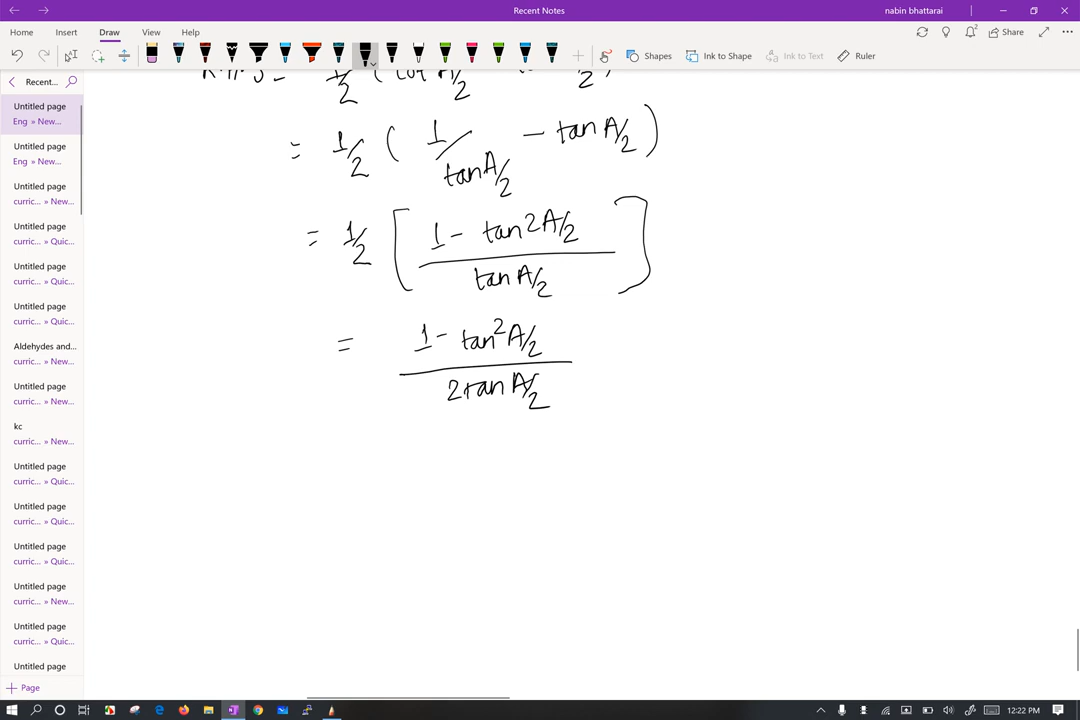 Recent Notes
nabin bhattarai
Home Insert Draw View Help
Share
Shapes Ink to Shape Ink to Text Ruler
Recent...
Untitled page
Eng » New...
Untitled page
Eng » New...
Untitled page
curric... » New...
Untitled page
curric... » Quic...
Untitled page
curric... » Quic...
Untitled page
curric... » Quic...
Aldehydes and...
curric... » New...
Untitled page
curric... » New...
kc
curric... » New...
Untitled page
curric... » Quic...
Untitled page
curric... » Quic...
Untitled page
curric... » Quic...
Untitled page
curric... » New...
Untitled page
curric... » Quic...
Untitled page
+ Page
= 1/2 ( 1/tanA/2 - tanA/2 )
= 1/2 [ 1 - tan2A/2 / tanA/2 ]
= 1 - tan²A/2 / 2tanA/2
12:22 PM